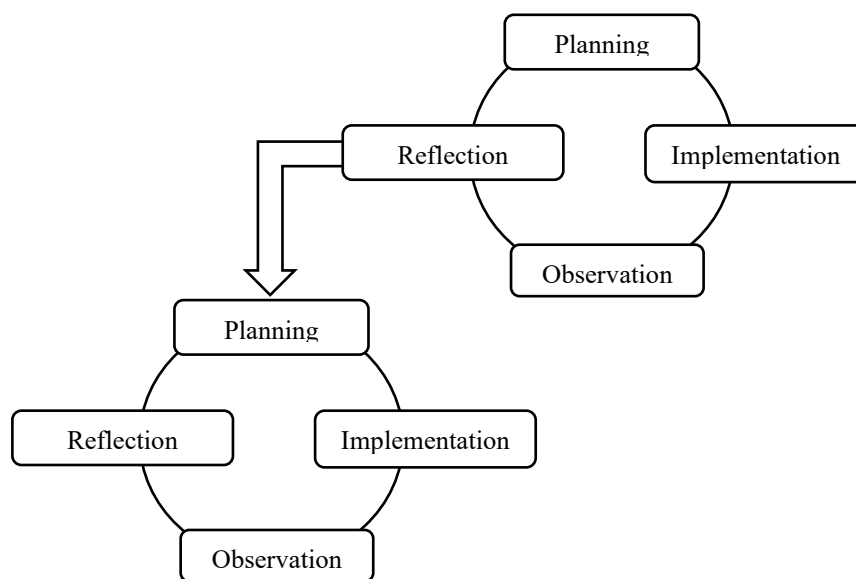 Planning
Reflection
Implementation
Observation
Planning
Reflection
Implementation
Observation